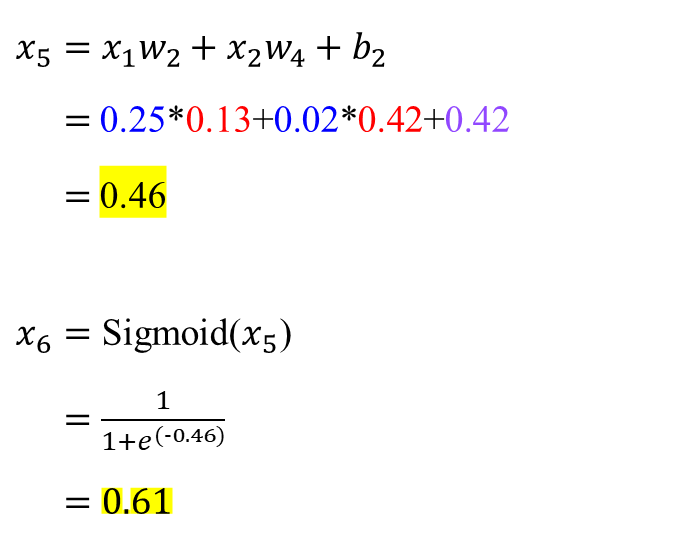 x₅ = x₁w₂ + x₂w₄ + b₂
= 0.25*0.13+0.02*0.42+0.42
= 0.46
x₆ = Sigmoid(x₅)
= 1/(1+e^(-0.46))
= 0.61